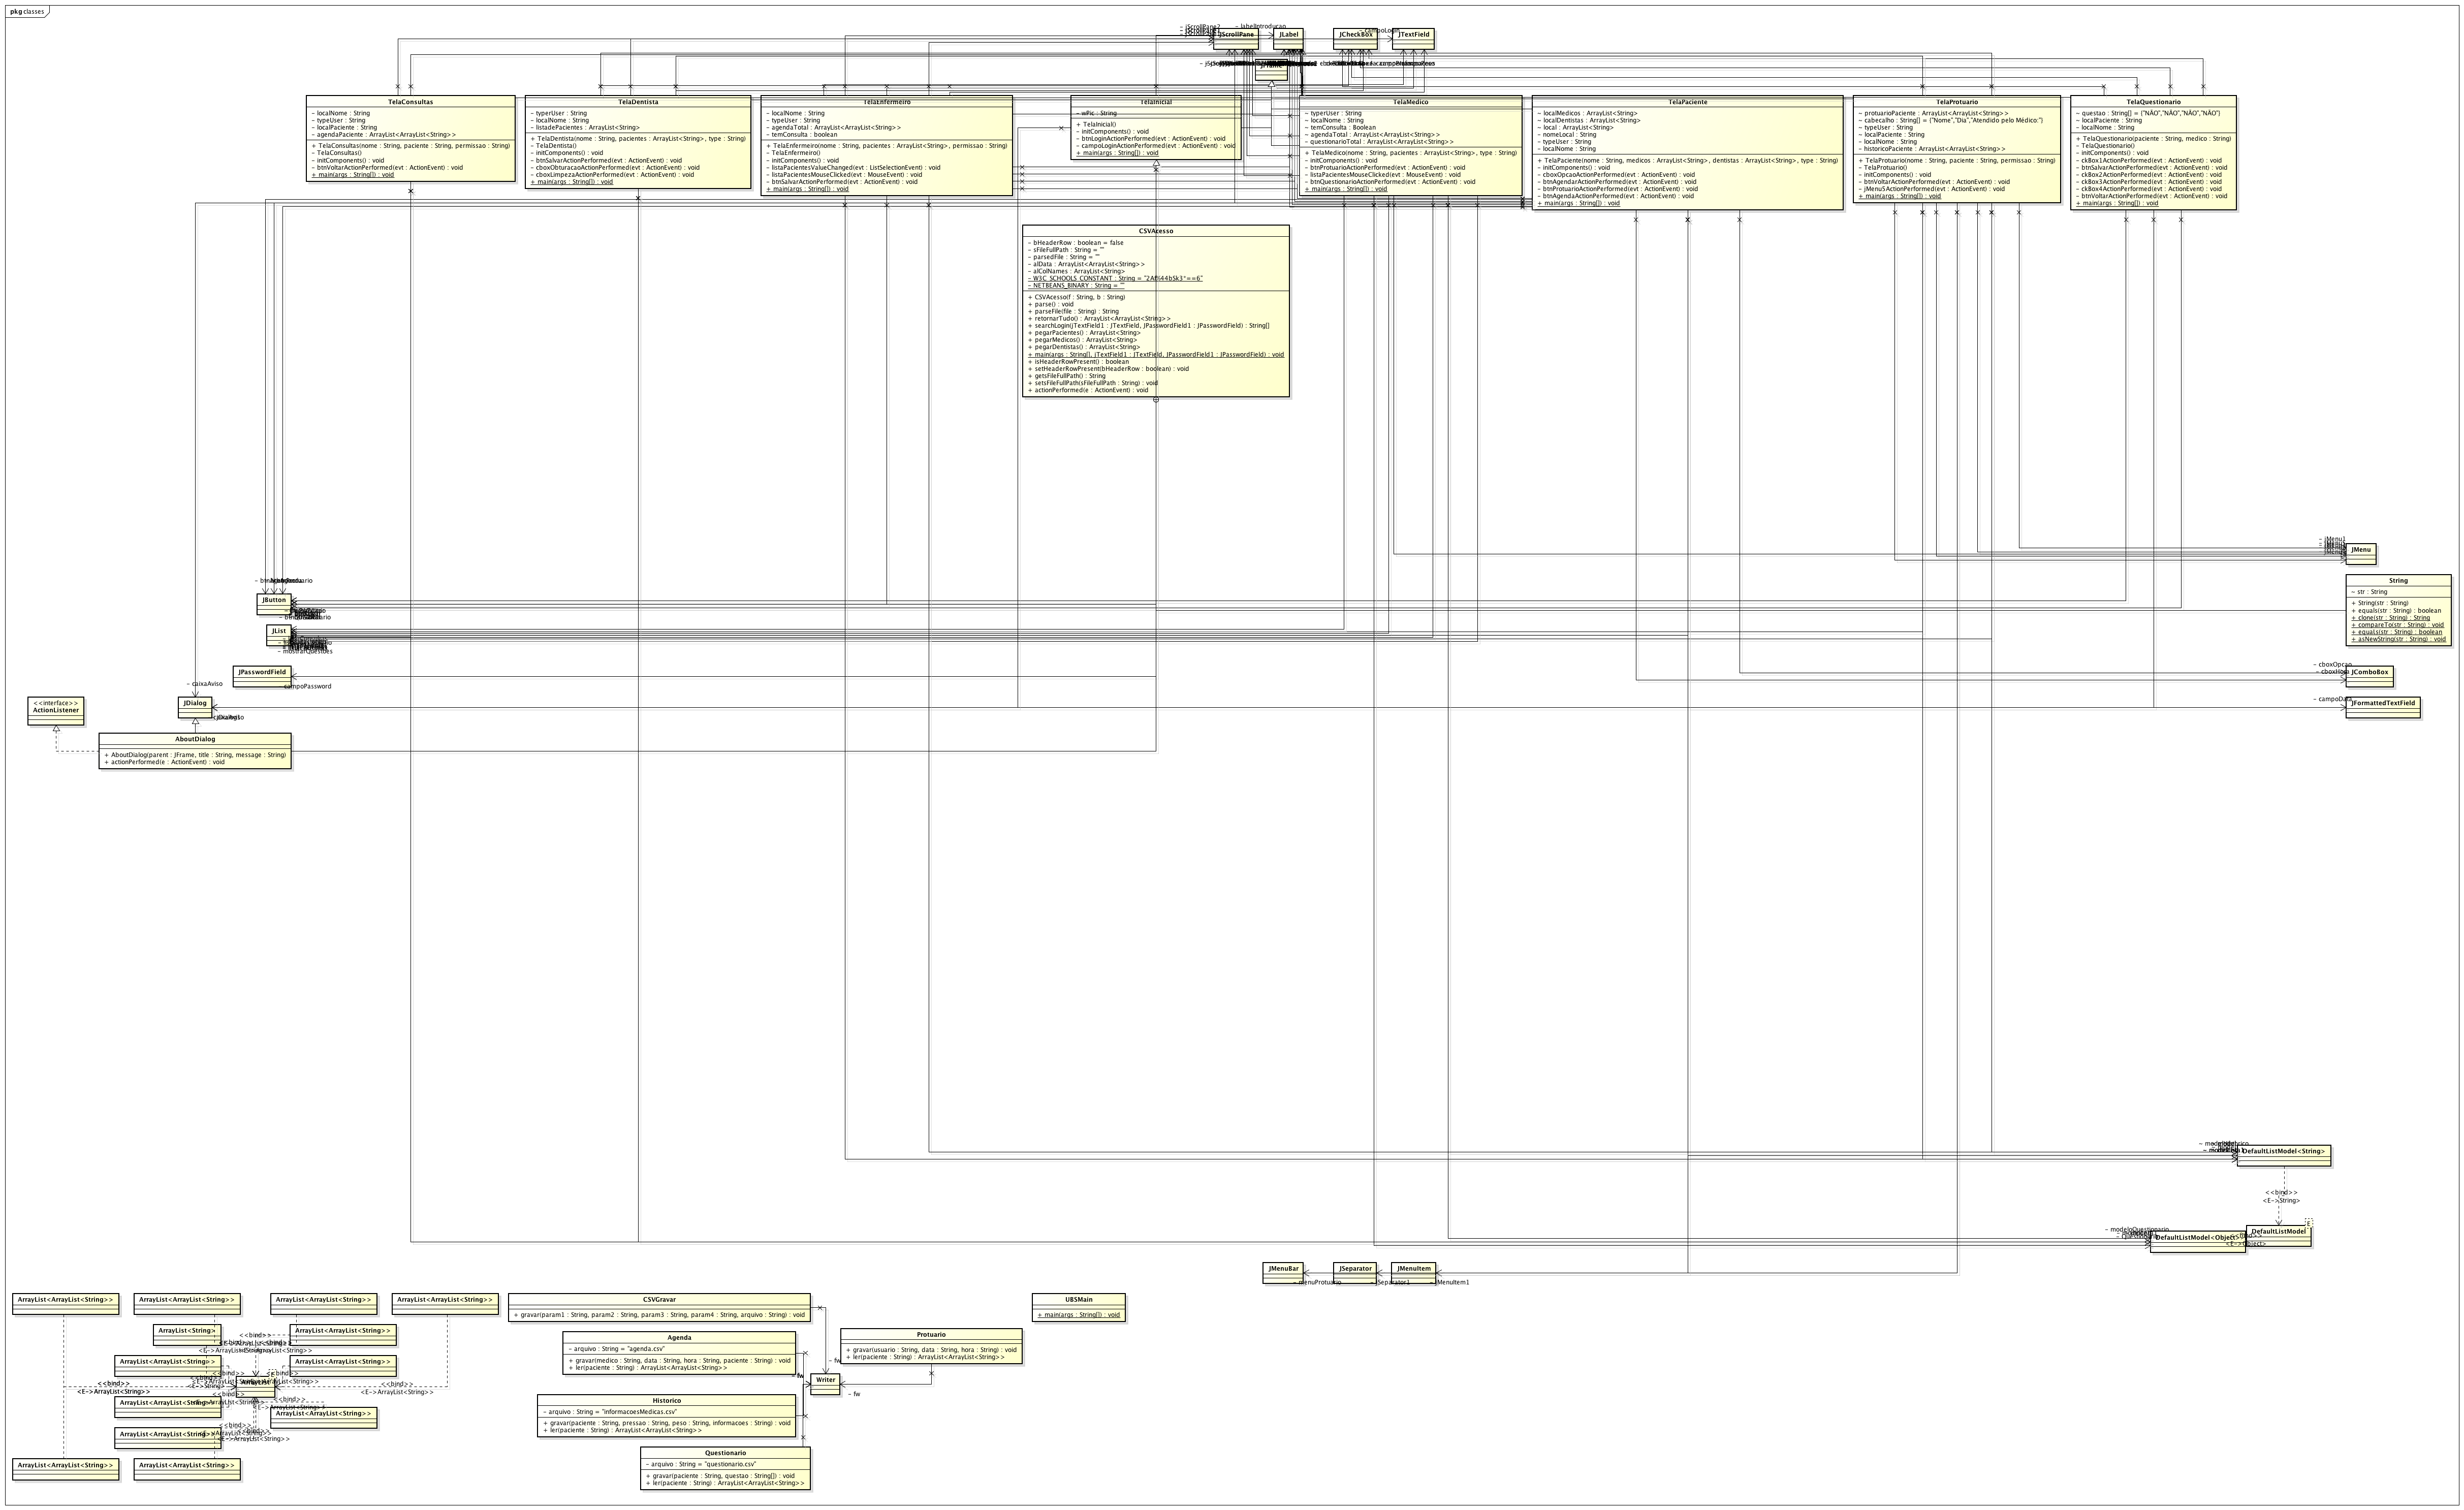 pkg classes
JScrollPane
- labelIntroducao
JLabel
JCheckBox
JTextField
TelaConsultas
- localNome : String
- typeUser : String
- localPaciente : String
~ agendaPaciente : ArrayList<ArrayList<String>>
+ TelaConsultas(nome : String, paciente : String, permissao : String)
- TelaConsultas()
- initComponents() : void
- btnVoltarActionPerformed(evt : ActionEvent) : void
+ main(args : String[]) : void
TelaDentista
- typerUser : String
- localNome : String
- listadePacientes : ArrayList<String>
+ TelaDentista(nome : String, pacientes : ArrayList<String>, type : String)
- TelaDentista()
- initComponents() : void
- btnSalvarActionPerformed(evt : ActionEvent) : void
- cboxObturacaoActionPerformed(evt : ActionEvent) : void
- cboxLimpezaActionPerformed(evt : ActionEvent) : void
+ main(args : String[]) : void
TelaEnfermeiro
- localNome : String
- typeUser : String
~ agendaTotal : ArrayList<ArrayList<String>>
~ temConsulta : boolean
+ TelaEnfermeiro(nome : String, pacientes : ArrayList<String>, permissao : String)
- TelaEnfermeiro()
- initComponents() : void
- listaPacientesValueChanged(evt : ListSelectionEvent) : void
- listaPacientesMouseClicked(evt : MouseEvent) : void
- btnSalvarActionPerformed(evt : ActionEvent) : void
+ main(args : String[]) : void
TelaInicial
~ wPic : String
+ TelaInicial()
- initComponents() : void
- btnLoginActionPerformed(evt : ActionEvent) : void
- campoLoginActionPerformed(evt : ActionEvent) : void
+ main(args : String[]) : void
TelaMedico
- typerUser : String
- localNome : String
~ temConsulta : Boolean
~ agendaTotal : ArrayList<ArrayList<String>>
~ questionarioTotal : ArrayList<ArrayList<String>>
+ TelaMedico(nome : String, pacientes : ArrayList<String>, type : String)
- initComponents() : void
- btnProtuarioActionPerformed(evt : ActionEvent) : void
- listaPacientesMouseClicked(evt : MouseEvent) : void
- btnQuestionarioActionPerformed(evt : ActionEvent) : void
+ main(args : String[]) : void
TelaPaciente
- localMedicos : ArrayList<String>
- localDentistas : ArrayList<String>
~ local : ArrayList<String>
- nomeLocal : String
- typeUser : String
- localNome : String
+ TelaPaciente(nome : String, medicos : ArrayList<String>, dentistas : ArrayList<String>, type : String)
- initComponents() : void
- cboxOpcaoActionPerformed(evt : ActionEvent) : void
- btnAgendarActionPerformed(evt : ActionEvent) : void
- btnProtuarioActionPerformed(evt : ActionEvent) : void
- btnAgendaActionPerformed(evt : ActionEvent) : void
+ main(args : String[]) : void
TelaProtuario
~ protuarioPaciente : ArrayList<ArrayList<String>>
~ cabecalho : String[] = {"Nome","Dia","Atendido pelo Médico:"}
~ typeUser : String
~ localPaciente : String
~ localNome : String
~ historicoPaciente : ArrayList<ArrayList<String>>
+ TelaProtuario(nome : String, paciente : String, permissao : String)
- TelaProtuario()
- initComponents() : void
- btnVoltarActionPerformed(evt : ActionEvent) : void
- jMenu5ActionPerformed(evt : ActionEvent) : void
+ main(args : String[]) : void
TelaQuestionario
~ questao : String[] = {"NÃO","NÃO","NÃO","NÃO"}
- localPaciente : String
- localNome : String
+ TelaQuestionario(paciente : String, medico : String)
- TelaQuestionario()
- initComponents() : void
- ckBox1ActionPerformed(evt : ActionEvent) : void
- btnSalvarActionPerformed(evt : ActionEvent) : void
- ckBox2ActionPerformed(evt : ActionEvent) : void
- ckBox3ActionPerformed(evt : ActionEvent) : void
- ckBox4ActionPerformed(evt : ActionEvent) : void
- btnVoltarActionPerformed(evt : ActionEvent) : void
+ main(args : String[]) : void
CSVAcesso
- bHeaderRow : boolean = false
- sFileFullPath : String = ""
- parsedFile : String = ""
- alData : ArrayList<ArrayList<String>>
- alColNames : ArrayList<String>
- NETBEANS_BINARY : String = ""
+ CSVAcesso(f : String, b : String)
+ parse() : void
+ parseFile(file : String) : String
+ retornarTudo() : ArrayList<ArrayList<String>>
+ searchLogin(jTextField1 : JTextField, JPasswordField1 : JPasswordField) : String[]
+ pegarPacientes() : ArrayList<String>
+ pegarMedicos() : ArrayList<String>
+ pegarDentistas() : ArrayList<String>
+ main(args : String[], jTextField1 : JTextField, JPasswordField1 : JPasswordField) : void
+ isHeaderRowPresent() : boolean
+ setHeaderRowPresent(bHeaderRow : boolean) : void
+ getsFileFullPath() : String
+ setsFileFullPath(sFileFullPath : String) : void
+ actionPerformed(e : ActionEvent) : void
- jMenu1
JMenu
String
~ str : String
+ String(str : String)
+ equals(str : String) : boolean
+ clone(str : String) : String
+ compareTo(str : String) : void
+ equals(str : String) : boolean
+ asNewString(str : String) : void
JButton
JList
- mostrarQuestoes
JPasswordField
- campoPassword
- cboxOpcao
JComboBox
- caixaAviso
<<interface>>
ActionListener
JDialog
- campoData
JFormattedTextField
AboutDialog
+ AboutDialog(parent : JFrame, title : String, message : String)
+ actionPerformed(e : ActionEvent) : void
DefaultListModel<String>
<<bind>>
<E->String>
DefaultListModel
E
~ modeloQuestionario
DefaultListModel<Object>
JMenuBar
- menuProtuario
JSeparator
- jSeparator1
JMenuItem
- jMenuItem1
ArrayList<ArrayList<String>>
ArrayList<ArrayList<String>>
ArrayList<ArrayList<String>>
ArrayList<ArrayList<String>>
ArrayList<String>
ArrayList<ArrayList<String>>
ArrayList<ArrayList<String>>
ArrayList<ArrayList<String>>
<<bind>>
<E->ArrayList<String>>
<<bind>>
<E->ArrayList<String>>
ArrayList<ArrayList<String>>
ArrayList<ArrayList<String>>
ArrayList<ArrayList<String>>
ArrayList<ArrayList<String>>
ArrayList<ArrayList<String>>
CSVGravar
+ gravar(param1 : String, param2 : String, param3 : String, param4 : String, arquivo : String) : void
UBSMain
+ main(args : String[]) : void
Agenda
- arquivo : String = "agenda.csv"
+ gravar(medico : String, data : String, hora : String, paciente : String) : void
+ ler(paciente : String) : ArrayList<ArrayList<String>>
Protuario
+ gravar(usuario : String, data : String, hora : String) : void
+ ler(paciente : String) : ArrayList<ArrayList<String>>
- fw
Writer
- fw
Historico
- arquivo : String = "informacoesMedicas.csv"
+ gravar(paciente : String, pressao : String, peso : String, informacoes : String) : void
+ ler(paciente : String) : ArrayList<ArrayList<String>>
Questionario
- arquivo : String = "questionario.csv"
+ gravar(paciente : String, questao : String[]) : void
+ ler(paciente : String) : ArrayList<ArrayList<String>>